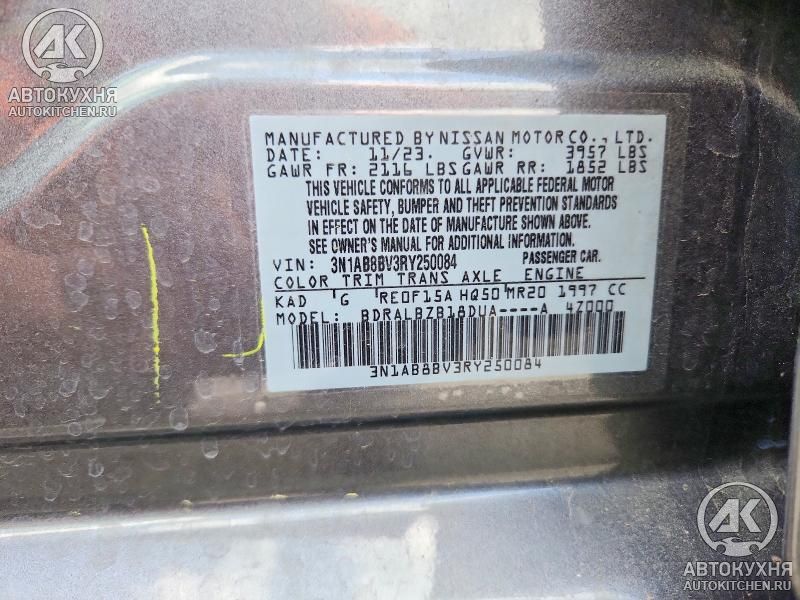 AK
АВТОКУХНЯ
AUTOKITCHEN.RU
MANUFACTURED BY NISSAN MOTOR CO., LTD.
DATE: 11/23. GVWR: 3957 LBS
GAWR FR: 2116 LBS GAWR RR: 1852 LBS
THIS VEHICLE CONFORMS TO ALL APPLICABLE FEDERAL MOTOR
VEHICLE SAFETY, BUMPER AND THEFT PREVENTION STANDARDS
IN EFFECT ON THE DATE OF MANUFACTURE SHOWN ABOVE.
SEE OWNER'S MANUAL FOR ADDITIONAL INFORMATION.
VIN: 3N1AB8BV3RY250084 PASSENGER CAR.
COLOR TRIM TRANS AXLE ENGINE
KAD G RE0F15A HQ50 MR20 1997 CC
MODEL: BDRALBZB18DUA----A 4Z000
3N1AB8BV3RY250084
AK
АВТОКУХНЯ
AUTOKITCHEN.RU